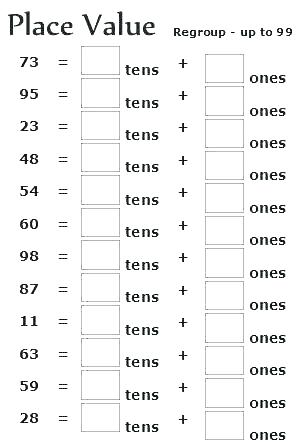 Place Value Regroup - up to 99
73 = tens + ones
95 = tens + ones
23 = tens + ones
48 = tens + ones
54 = tens + ones
60 = tens + ones
98 = tens + ones
87 = tens + ones
11 = tens + ones
63 = tens + ones
59 = tens + ones
28 = tens + ones